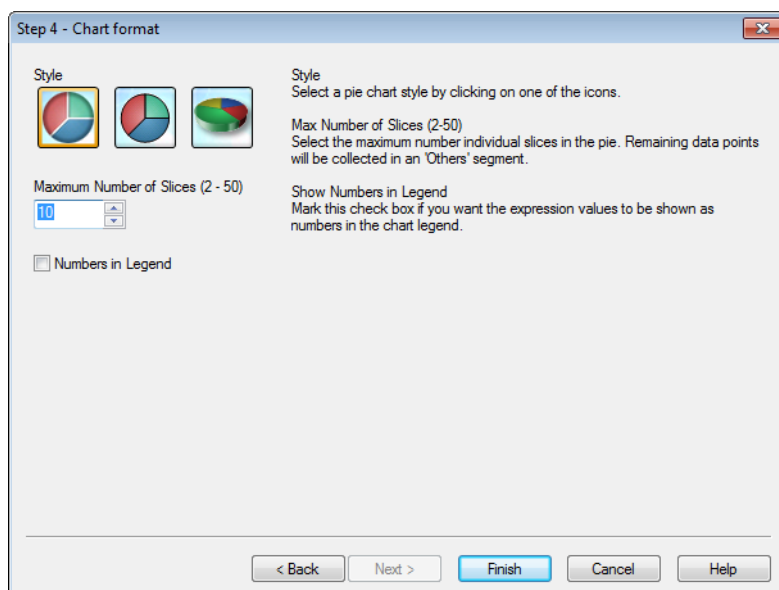 Step 4 - Chart format
Style
Style
Select a pie chart style by clicking on one of the icons.
Max Number of Slices (2-50)
Select the maximum number individual slices in the pie. Remaining data points
will be collected in an 'Others' segment.
Maximum Number of Slices (2 - 50)
10
Show Numbers in Legend
Mark this check box if you want the expression values to be shown as
numbers in the chart legend.
Numbers in Legend
< Back
Next >
Finish
Cancel
Help